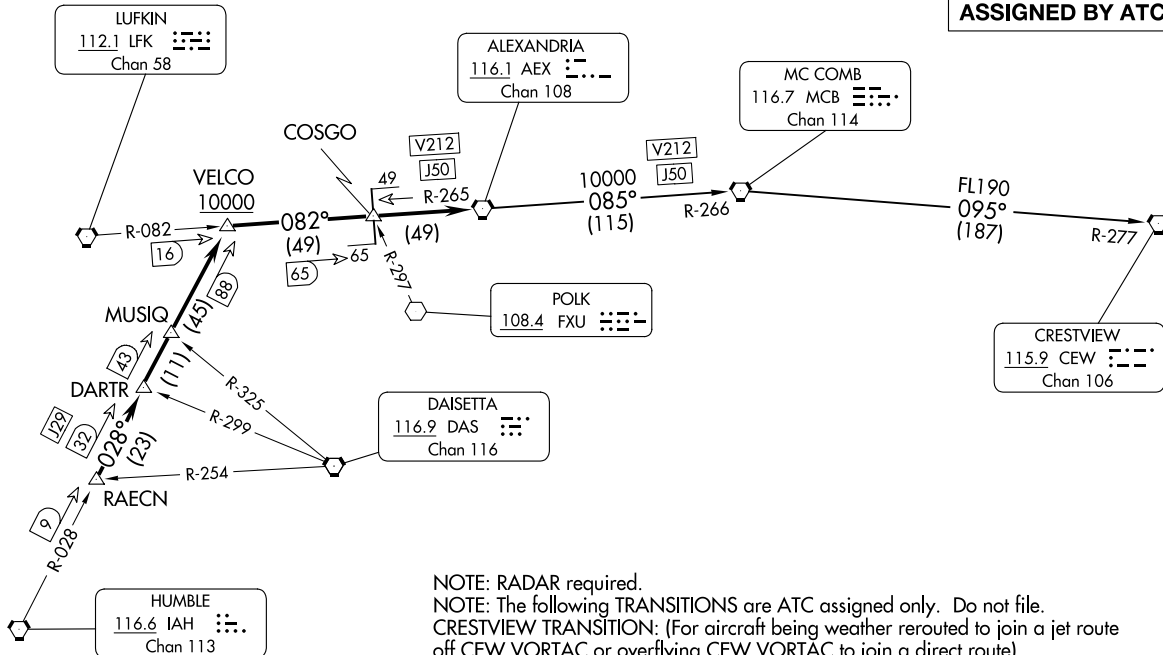 ASSIGNED BY ATC
LUFKIN
112.1 LFK
Chan 58
ALEXANDRIA
116.1 AEX
Chan 108
MC COMB
116.7 MCB
Chan 114
COSGO
V212
J50
V212
J50
VELCO
10000
49
R-265
10000
085°
(115)
R-266
FL190
095°
(187)
R-277
R-082
16
082°
(49)
65
65
(49)
R-297
88
MUSIQ
(45)
POLK
108.4 FXU
CRESTVIEW
115.9 CEW
Chan 106
43
(11)
DARTR
R-325
R-299
DAISETTA
116.9 DAS
Chan 116
J29
32
028°
(23)
R-254
RAECN
9
R-028
HUMBLE
116.6 IAH
Chan 113
NOTE: RADAR required.
NOTE: The following TRANSITIONS are ATC assigned only. Do not file.
CRESTVIEW TRANSITION: (For aircraft being weather rerouted to join a jet route
off CEW VORTAC or overflying CEW VORTAC to join a direct route)